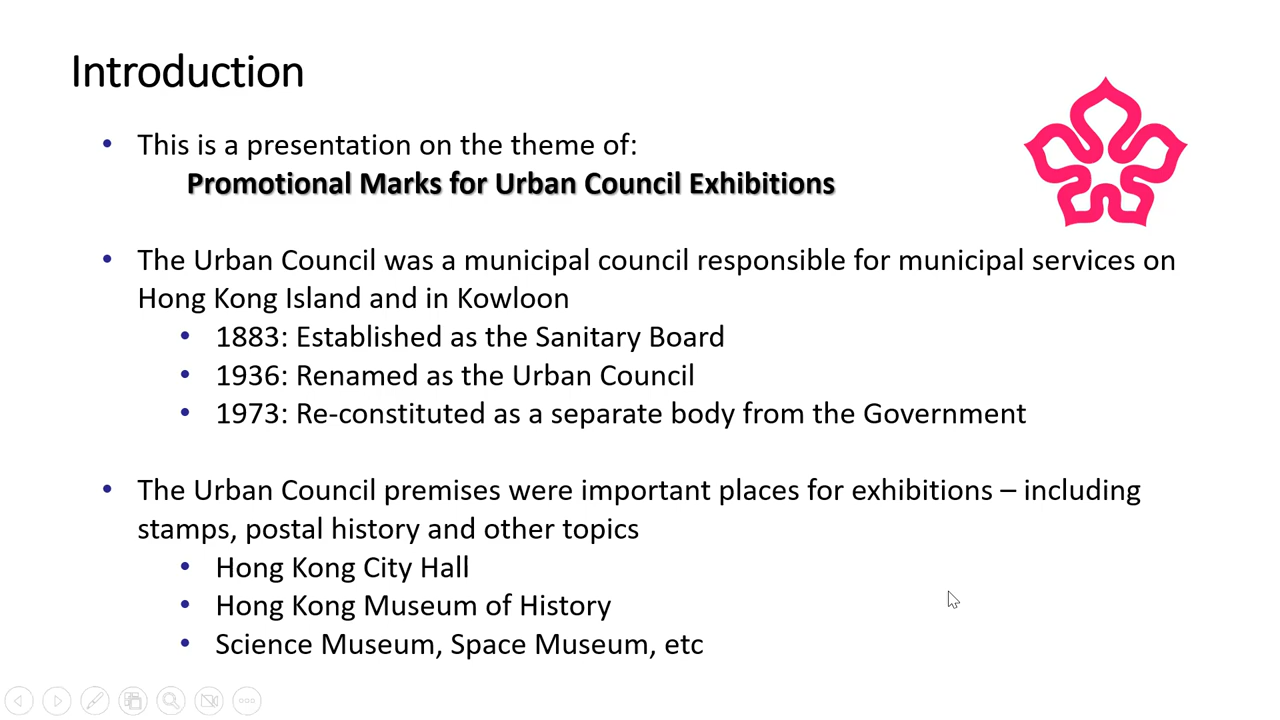 Introduction
• This is a presentation on the theme of:
Promotional Marks for Urban Council Exhibitions
• The Urban Council was a municipal council responsible for municipal services on
Hong Kong Island and in Kowloon
• 1883: Established as the Sanitary Board
• 1936: Renamed as the Urban Council
• 1973: Re-constituted as a separate body from the Government
• The Urban Council premises were important places for exhibitions – including
stamps, postal history and other topics
• Hong Kong City Hall
• Hong Kong Museum of History
• Science Museum, Space Museum, etc